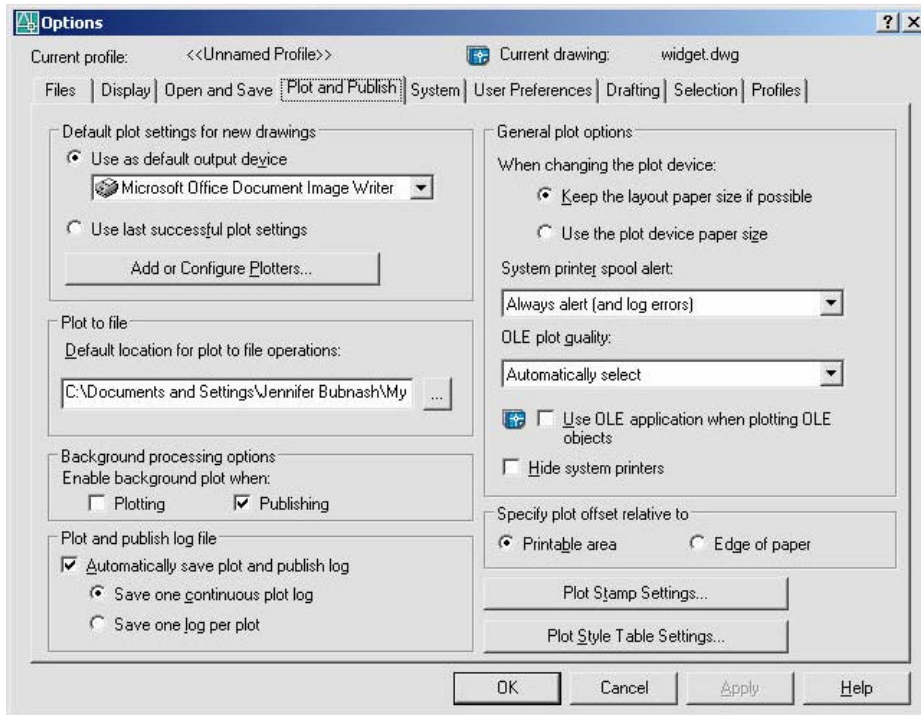 Options
Current profile: <<Unnamed Profile>> Current drawing: widget.dwg
Files Display Open and Save Plot and Publish System User Preferences Drafting Selection Profiles
Default plot settings for new drawings
Use as default output device
Microsoft Office Document Image Writer
Use last successful plot settings
Add or Configure Plotters...
Plot to file
Default location for plot to file operations:
C:\Documents and Settings\Jennifer Bubnash\My
...
Background processing options
Enable background plot when:
Plotting Publishing
Plot and publish log file
Automatically save plot and publish log
Save one continuous plot log
Save one log per plot
General plot options
When changing the plot device:
Keep the layout paper size if possible
Use the plot device paper size
System printer spool alert:
Always alert (and log errors)
OLE plot quality:
Automatically select
Use OLE application when plotting OLE
objects
Hide system printers
Specify plot offset relative to
Printable area Edge of paper
Plot Stamp Settings...
Plot Style Table Settings...
OK Cancel Apply Help